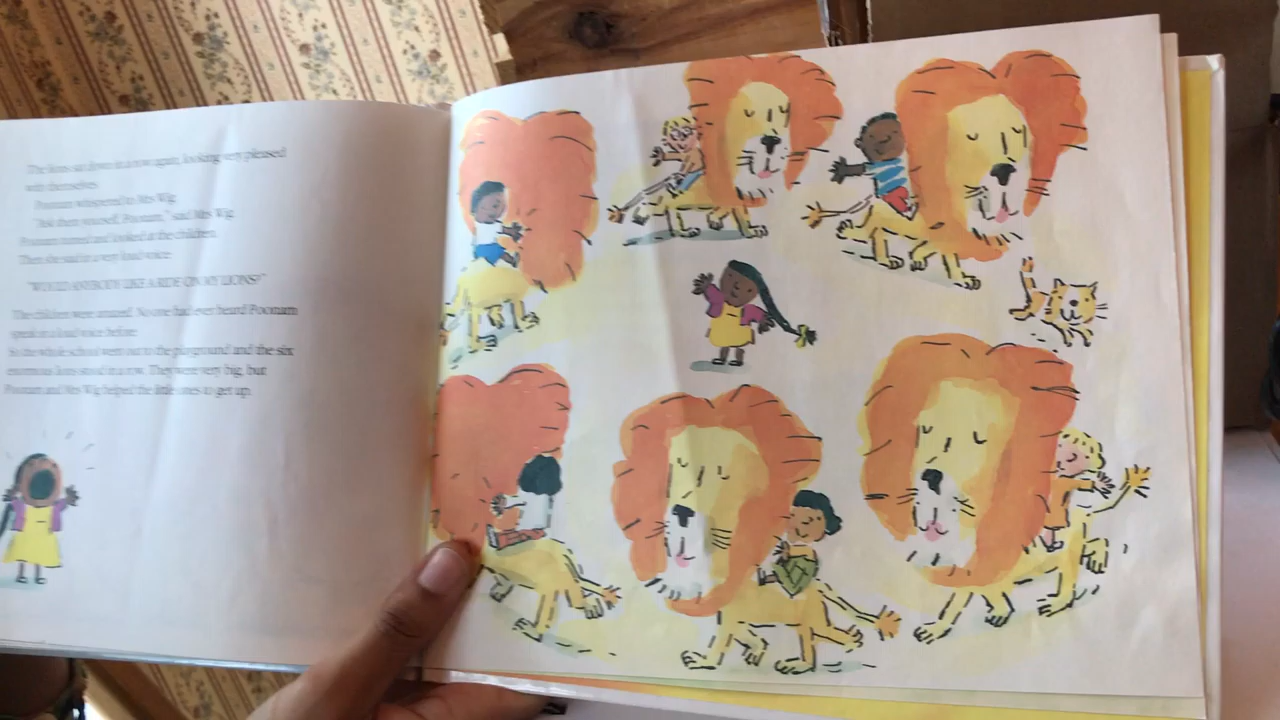 The lions sat down in a row again, looking very pleased
with themselves.
Poonam whispered to Mrs Wig.
"Ask them yourself, Poonam," said Mrs Wig.
Poonam turned and looked at the children.
Then she said in a very loud voice:
"WOULD ANYBODY LIKE A RIDE ON MY LIONS?"
The children were amazed. No one had ever heard Poonam
speak in a loud voice before.
So the whole school went out to the playground and the six
enormous lions stood in a row. They were very big, but
Poonam and Mrs Wig helped the little ones to get up.